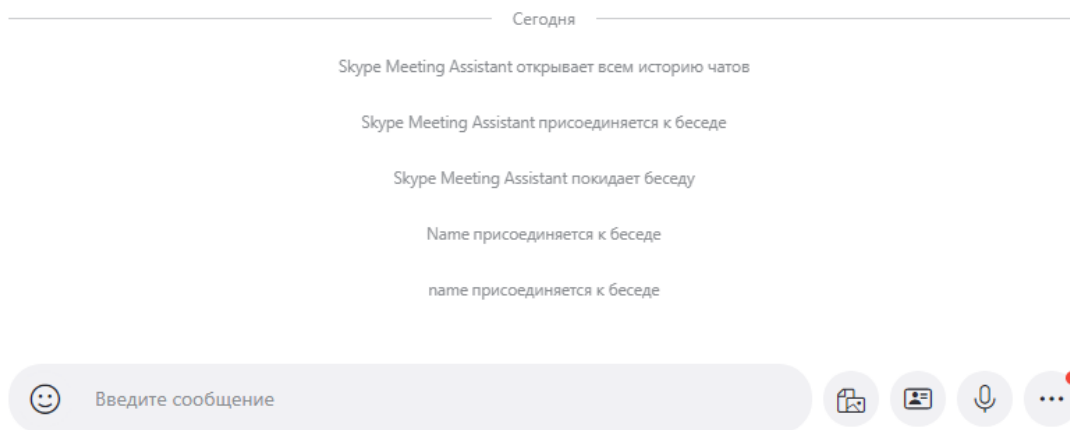 Сегодня
Skype Meeting Assistant открывает всем историю чатов
Skype Meeting Assistant присоединяется к беседе
Skype Meeting Assistant покидает беседу
Name присоединяется к беседе
name присоединяется к беседе
Введите сообщение